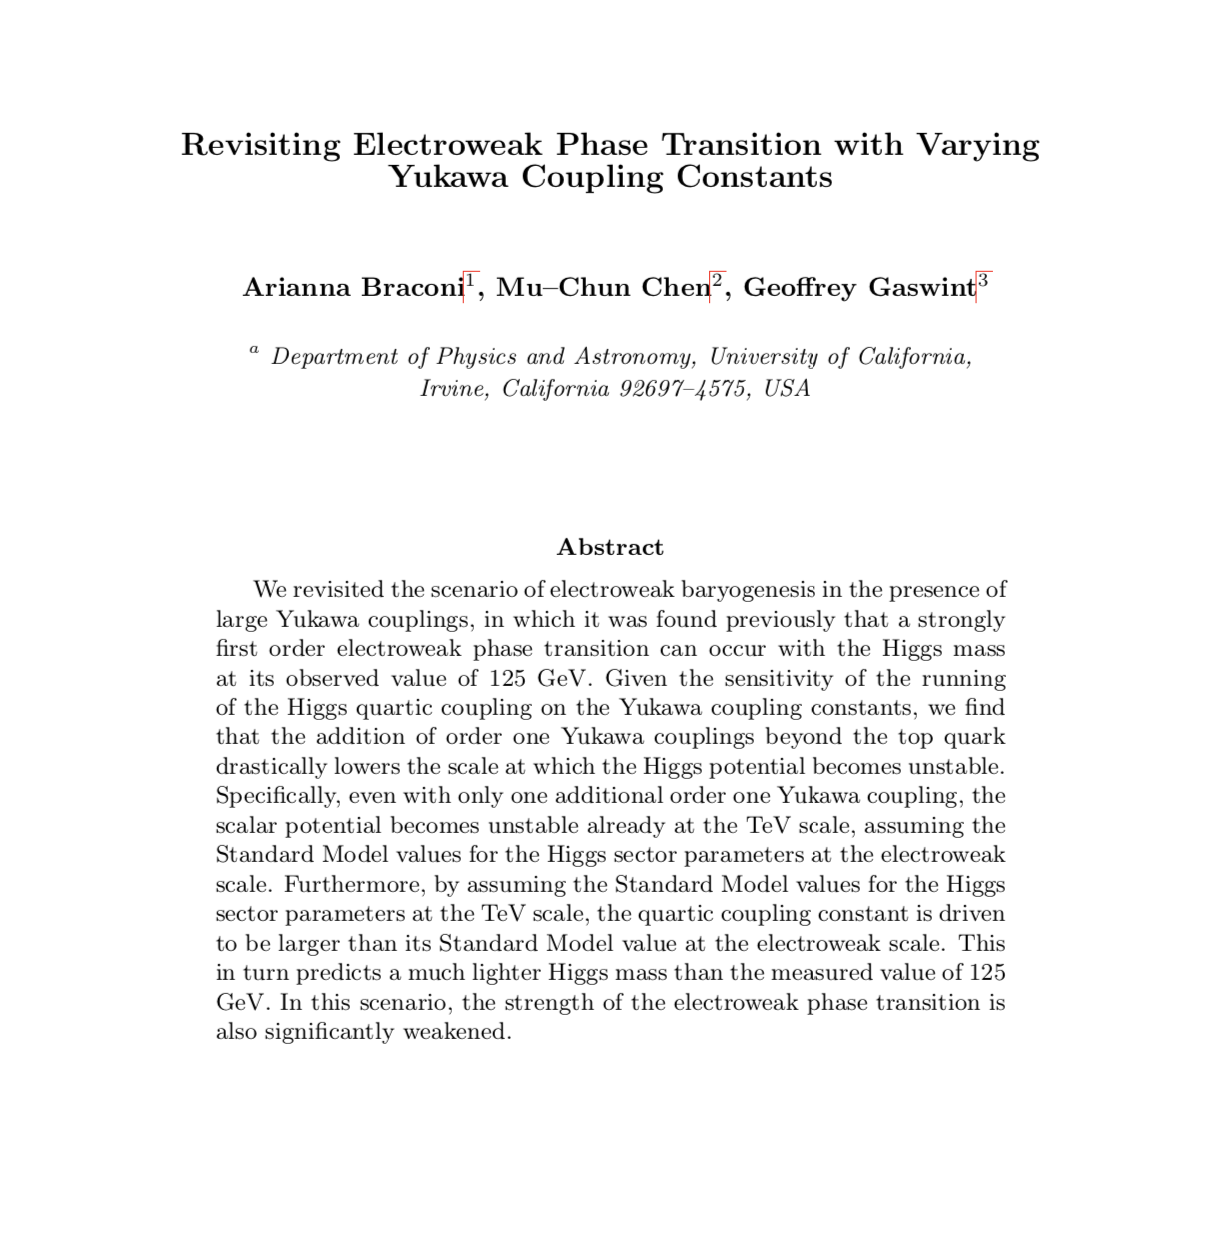 Revisiting Electroweak Phase Transition with Varying
Yukawa Coupling Constants
Arianna Braconi1, Mu–Chun Chen2, Geoffrey Gaswint3
a Department of Physics and Astronomy, University of California,
Irvine, California 92697–4575, USA
Abstract
We revisited the scenario of electroweak baryogenesis in the presence of
large Yukawa couplings, in which it was found previously that a strongly
first order electroweak phase transition can occur with the Higgs mass
at its observed value of 125 GeV. Given the sensitivity of the running
of the Higgs quartic coupling on the Yukawa coupling constants, we find
that the addition of order one Yukawa couplings beyond the top quark
drastically lowers the scale at which the Higgs potential becomes unstable.
Specifically, even with only one additional order one Yukawa coupling, the
scalar potential becomes unstable already at the TeV scale, assuming the
Standard Model values for the Higgs sector parameters at the electroweak
scale. Furthermore, by assuming the Standard Model values for the Higgs
sector parameters at the TeV scale, the quartic coupling constant is driven
to be larger than its Standard Model value at the electroweak scale. This
in turn predicts a much lighter Higgs mass than the measured value of 125
GeV. In this scenario, the strength of the electroweak phase transition is
also significantly weakened.